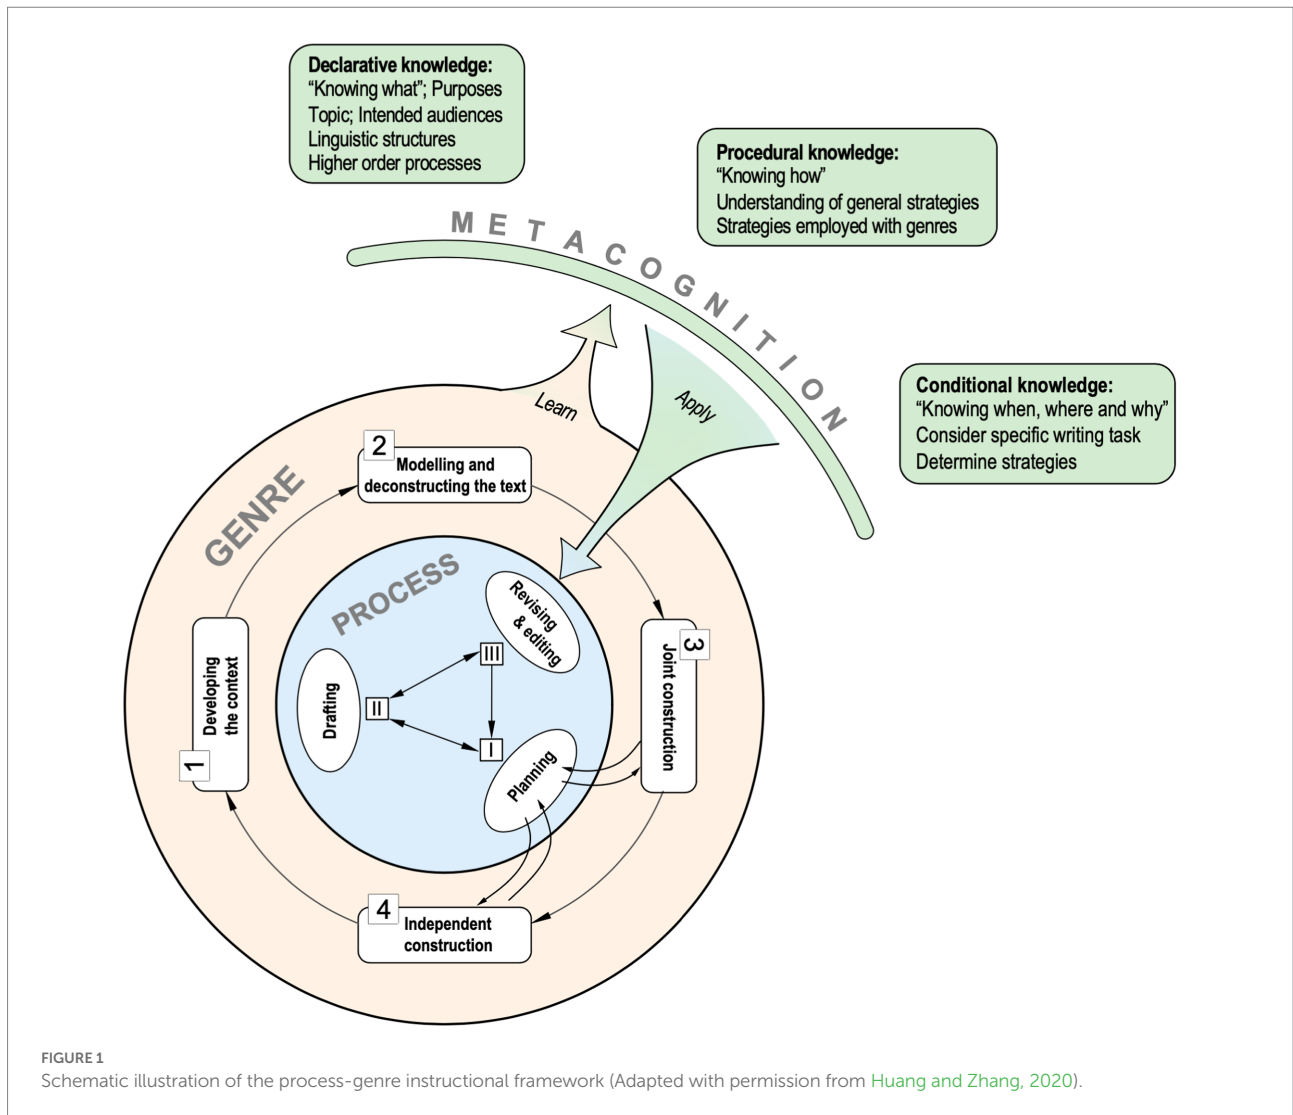 Declarative knowledge:
“Knowing what”; Purposes
Topic; Intended audiences
Linguistic structures
Higher order processes
Procedural knowledge:
“Knowing how”
Understanding of general strategies
Strategies employed with genres
METACOGNITION
Conditional knowledge:
“Knowing when, where and why”
Consider specific writing task
Determine strategies
Learn
Apply
GENRE
2
Modelling and
deconstructing the text
PROCESS
Revising
& editing
III
3
Joint construction
1
Developing
the context
Drafting
II
I
Planning
4
Independent
construction
FIGURE 1
Schematic illustration of the process-genre instructional framework (Adapted with permission from Huang and Zhang, 2020).